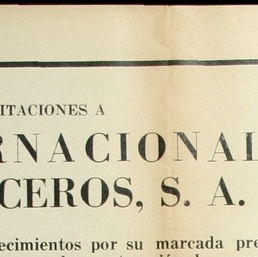 ITACIONES A
RNACIONAL
CEROS, S. A.
ecimientos por su marcada pre